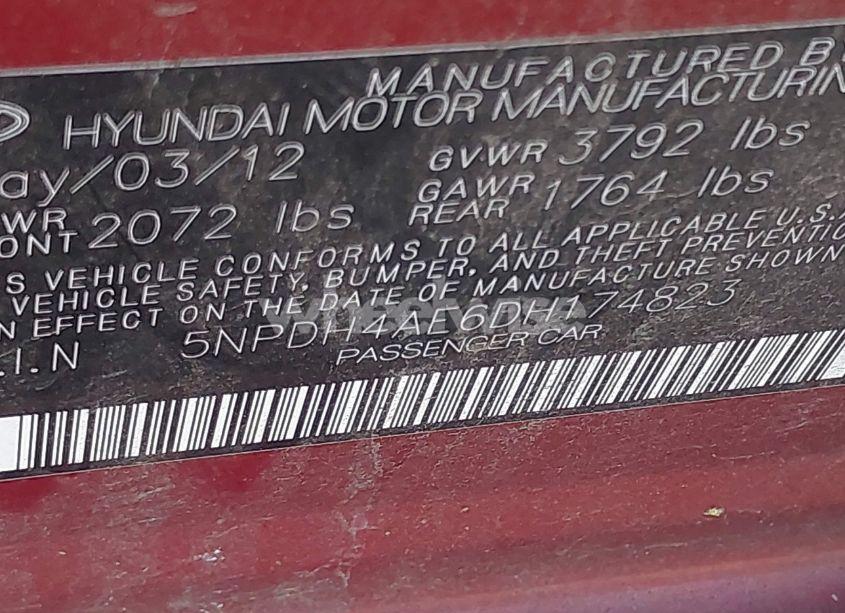 MANUFACTURED BY
HYUNDAI MOTOR MANUFACTURIN
ay/03/12 GVWR 3792 lbs
WR ONT 2072 lbs GAWR REAR 1764 lbs
S VEHICLE CONFORMS TO ALL APPLICABLE U.S.
VEHICLE SAFETY, BUMPER, AND THEFT PREVENTIO
N EFFECT ON THE DATE OF MANUFACTURE SHOWN
.I.N 5NPDH4AE6DH174823
PASSENGER CAR